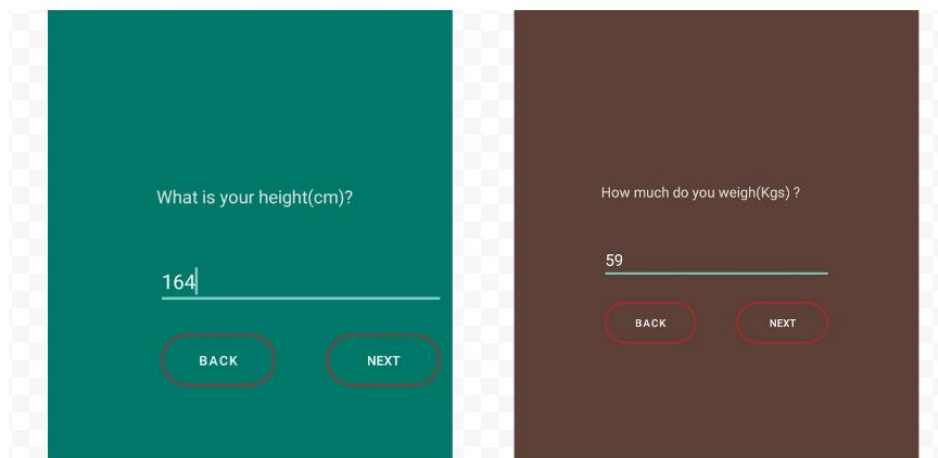 What is your height(cm)?
164
BACK NEXT
How much do you weigh(Kgs) ?
59
BACK NEXT